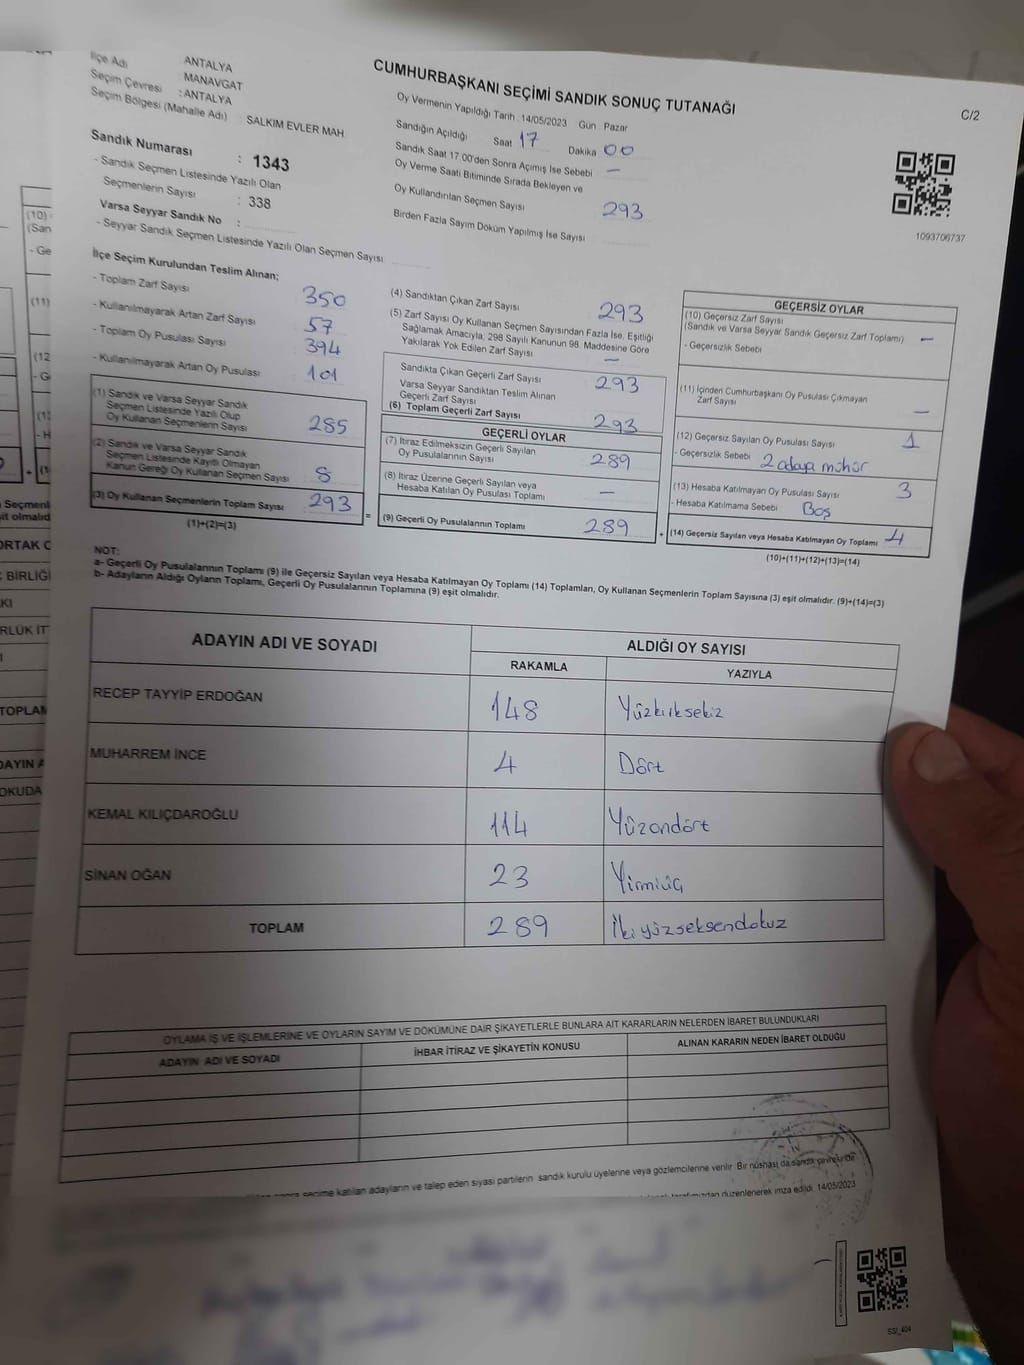 İlçe Adı
ANTALYA
MANAVGAT
Seçim Çevresi : ANTALYA
Seçim Bölgesi (Mahalle Adı) : SALKIM EVLER MAH.
Sandık Numarası : 1343
- Sandık Seçmen Listesinde Yazılı Olan
Seçmenlerin Sayısı : 338
Varsa Seyyar Sandık No :
- Seyyar Sandık Seçmen Listesinde Yazılı Olan Seçmen Sayısı
CUMHURBAŞKANI SEÇİMİ SANDIK SONUÇ TUTANAĞI
C/2
Oy Vermenin Yapıldığı Tarih : 14/05/2023 Gün Pazar
Sandığın Açıldığı Saat 17 Dakika 00
Sandık Saat 17:00'den Sonra Açımış İse Sebebi —
Oy Verme Saati Bitiminde Sırada Bekleyen ve
Oy Kullandırılan Seçmen Sayısı 293
Birden Fazla Sayım Döküm Yapılmış İse Sayısı
1093706737
İlçe Seçim Kurulundan Teslim Alınan;
- Toplam Zarf Sayısı 350
- Kullanılmayarak Artan Zarf Sayısı 57
- Toplam Oy Pusulası Sayısı 394
- Kullanılmayarak Artan Oy Pusulası 101
(1) Sandık ve Varsa Seyyar Sandık
Seçmen Listesinde Yazılı Olup
Oy Kullanan Seçmenlerin Sayısı 285
(2) Sandık ve Varsa Seyyar Sandık
Seçmen Listesinde Kayıtlı Olmayan
Kanun Gereği Oy Kullanan Seçmen Sayısı 8
(3) Oy Kullanan Seçmenlerin Toplam Sayısı 293
(1)+(2)=(3)
(4) Sandıktan Çıkan Zarf Sayısı 293
(5) Zarf Sayısı Oy Kullanan Seçmen Sayısından Fazla İse, Eşitliği
Sağlamak Amacıyla, 298 Sayılı Kanunun 98. Maddesine Göre
Yakılarak Yok Edilen Zarf Sayısı —
Sandıkta Çıkan Geçerli Zarf Sayısı 293
Varsa Seyyar Sandıktan Teslim Alınan
Geçerli Zarf Sayısı
(6) Toplam Geçerli Zarf Sayısı 293
GEÇERLİ OYLAR
(7) İtiraz Edilmeksizin Geçerli Sayılan
Oy Pusulalarının Sayısı 289
(8) İtiraz Üzerine Geçerli Sayılan veya
Hesaba Katılan Oy Pusulası Toplamı —
= (9) Geçerli Oy Pusulalarının Toplamı 289 +
GEÇERSİZ OYLAR
(10) Geçersiz Zarf Sayısı
(Sandık ve Varsa Seyyar Sandık Geçersiz Zarf Toplamı) —
- Geçersizlik Sebebi
(11) İçinden Cumhurbaşkanı Oy Pusulası Çıkmayan
Zarf Sayısı —
(12) Geçersiz Sayılan Oy Pusulası Sayısı 1
- Geçersizlik Sebebi 2 adaya mühür
(13) Hesaba Katılmayan Oy Pusulası Sayısı 3
- Hesaba Katılmama Sebebi Boş
(14) Geçersiz Sayılan veya Hesaba Katılmayan Oy Toplamı 4
(10)+(11)+(12)+(13)=(14)
NOT:
a- Geçerli Oy Pusulalarının Toplamı (9) ile Geçersiz Sayılan veya Hesaba Katılmayan Oy Toplamı (14) Toplamları, Oy Kullanan Seçmenlerin Toplam Sayısına (3) eşit olmalıdır. (9)+(14)=(3)
b- Adayların Aldığı Oyların Toplamı, Geçerli Oy Pusulalarının Toplamına (9) eşit olmalıdır.
ADAYIN ADI VE SOYADI
ALDIĞI OY SAYISI
RAKAMLA YAZIYLA
RECEP TAYYİP ERDOĞAN 148 Yüzkırksekiz
MUHARREM İNCE 4 Dört
KEMAL KILIÇDAROĞLU 114 Yüzondört
SİNAN OĞAN 23 Yirmiüç
TOPLAM 289 İkiyüzseksendokuz
OYLAMA İŞ VE İŞLEMLERİNE VE OYLARIN SAYIM VE DÖKÜMÜNE DAİR ŞİKAYETLERLE BUNLARA AİT KARARLARIN NELERDEN İBARET BULUNDUKLARI
ADAYIN ADI VE SOYADI
İHBAR İTİRAZ VE ŞİKAYETİN KONUSU
ALINAN KARARIN NEDEN İBARET OLDUĞU
sonra seçime katılan adayların ve talep eden siyasi partilerin sandık kurulu üyelerine veya gözlemcilerine verilir. Bir nüshası da sandık çevresinde
tarafımızdan düzenlenerek imza edildi. 14/05/2023
SSI_404